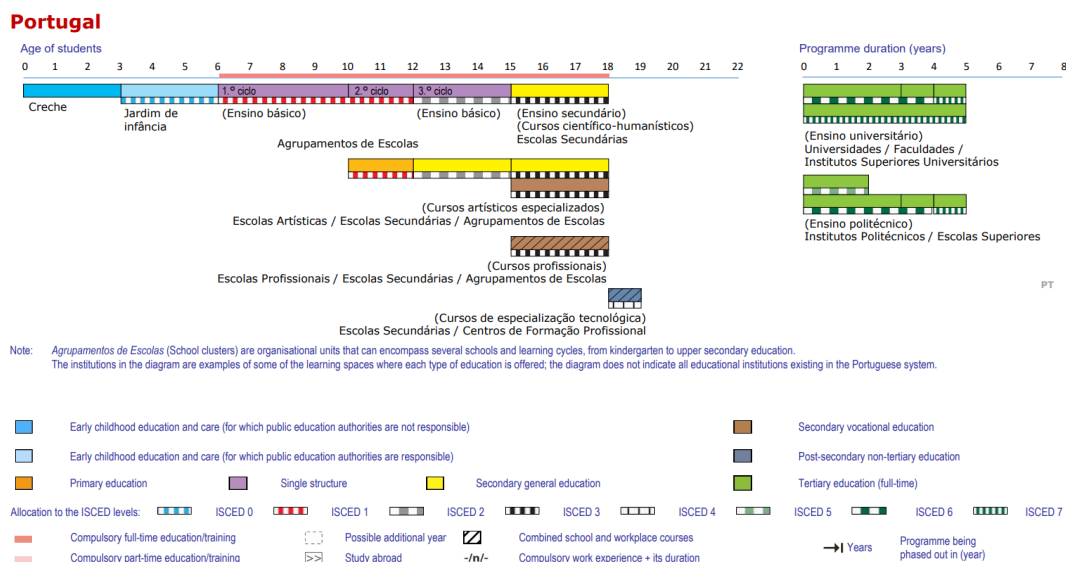 Portugal
Age of students
Programme duration (years)
0 1 2 3 4 5 6 7 8 9 10 11 12 13 14 15 16 17 18 19 20 21 22
0 1 2 3 4 5 6 7 8
1.º ciclo 2.º ciclo 3.º ciclo
Creche
Jardim de
infância
(Ensino básico)
(Ensino básico)
(Ensino secundário)
(Cursos científico-humanísticos)
Escolas Secundárias
Agrupamentos de Escolas
(Ensino universitário)
Universidades / Faculdades /
Institutos Superiores Universitários
(Cursos artísticos especializados)
Escolas Artísticas / Escolas Secundárias / Agrupamentos de Escolas
(Ensino politécnico)
Institutos Politécnicos / Escolas Superiores
(Cursos profissionais)
Escolas Profissionais / Escolas Secundárias / Agrupamentos de Escolas
PT
(Cursos de especialização tecnológica)
Escolas Secundárias / Centros de Formação Profissional
Note: Agrupamentos de Escolas (School clusters) are organisational units that can encompass several schools and learning cycles, from kindergarten to upper secondary education.
The institutions in the diagram are examples of some of the learning spaces where each type of education is offered; the diagram does not indicate all educational institutions existing in the Portuguese system.
Early childhood education and care (for which public education authorities are not responsible)
Secondary vocational education
Early childhood education and care (for which public education authorities are responsible)
Post-secondary non-tertiary education
Primary education
Single structure
Secondary general education
Tertiary education (full-time)
Allocation to the ISCED levels: ISCED 0 ISCED 1 ISCED 2 ISCED 3 ISCED 4 ISCED 5 ISCED 6 ISCED 7
Compulsory full-time education/training
Possible additional year
Combined school and workplace courses
Years
Programme being
phased out in (year)
Compulsory part-time education/training
>> Study abroad
-/n/- Compulsory work experience + its duration